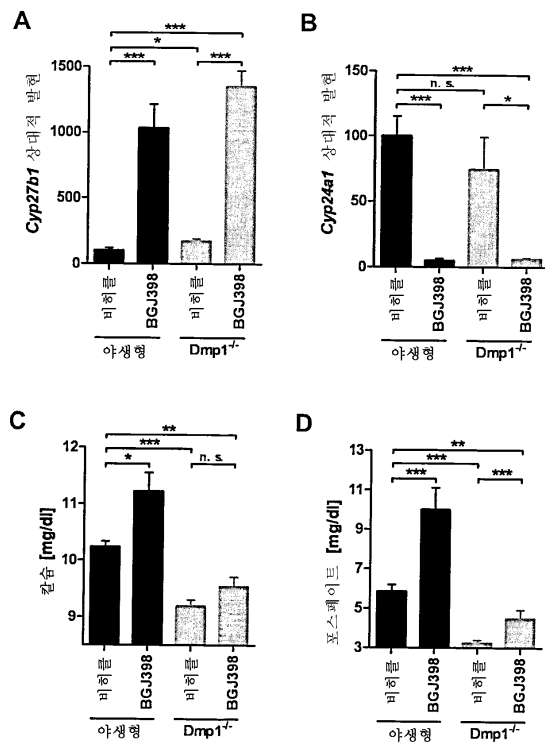 A
***
*
***
***
Cyp27b1 상대적 발현
1500
1000
500
0
비히클
BGJ398
비히클
BGJ398
야생형
Dmp1-/-
B
***
n. s.
***
*
Cyp24a1 상대적 발현
150
100
50
0
비히클
BGJ398
비히클
BGJ398
야생형
Dmp1-/-
C
**
***
*
n. s.
칼슘 [mg/dl]
12
11
10
9
비히클
BGJ398
비히클
BGJ398
야생형
Dmp1-/-
D
**
***
***
***
포스페이트 [mg/dl]
13
11
9
7
5
3
비히클
BGJ398
비히클
BGJ398
야생형
Dmp1-/-